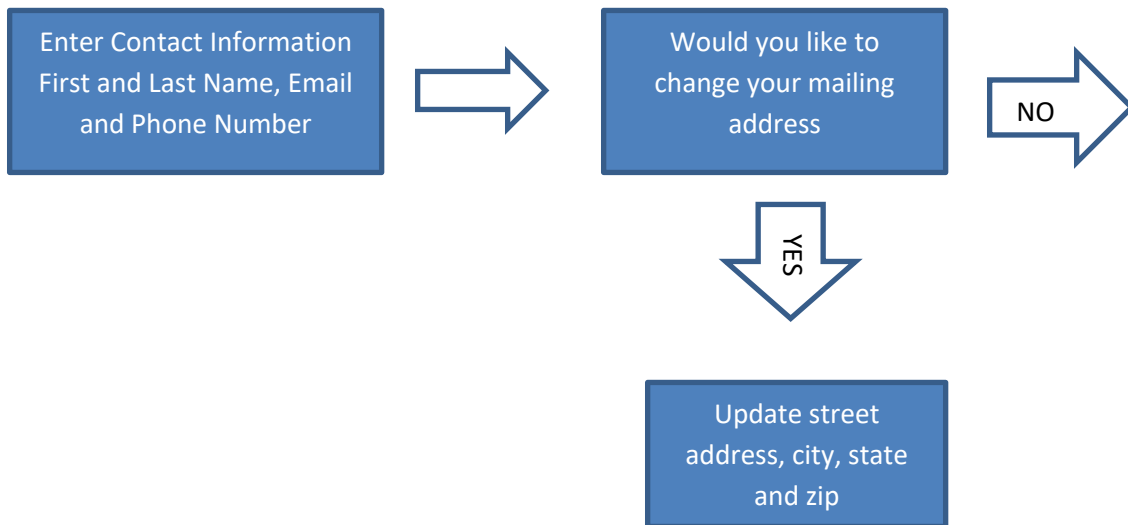 Enter Contact Information
First and Last Name, Email
and Phone Number
Would you like to
change your mailing
address
NO
YES
Update street
address, city, state
and zip